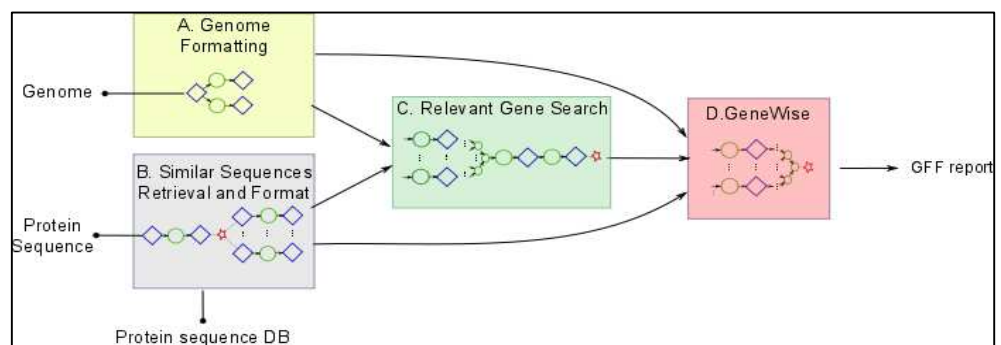 A. Genome
Formatting
Genome
C. Relevant Gene Search
D.GeneWise
GFF report
B. Similar Sequences
Retrieval and Format
Protein
Sequence
Protein sequence DB